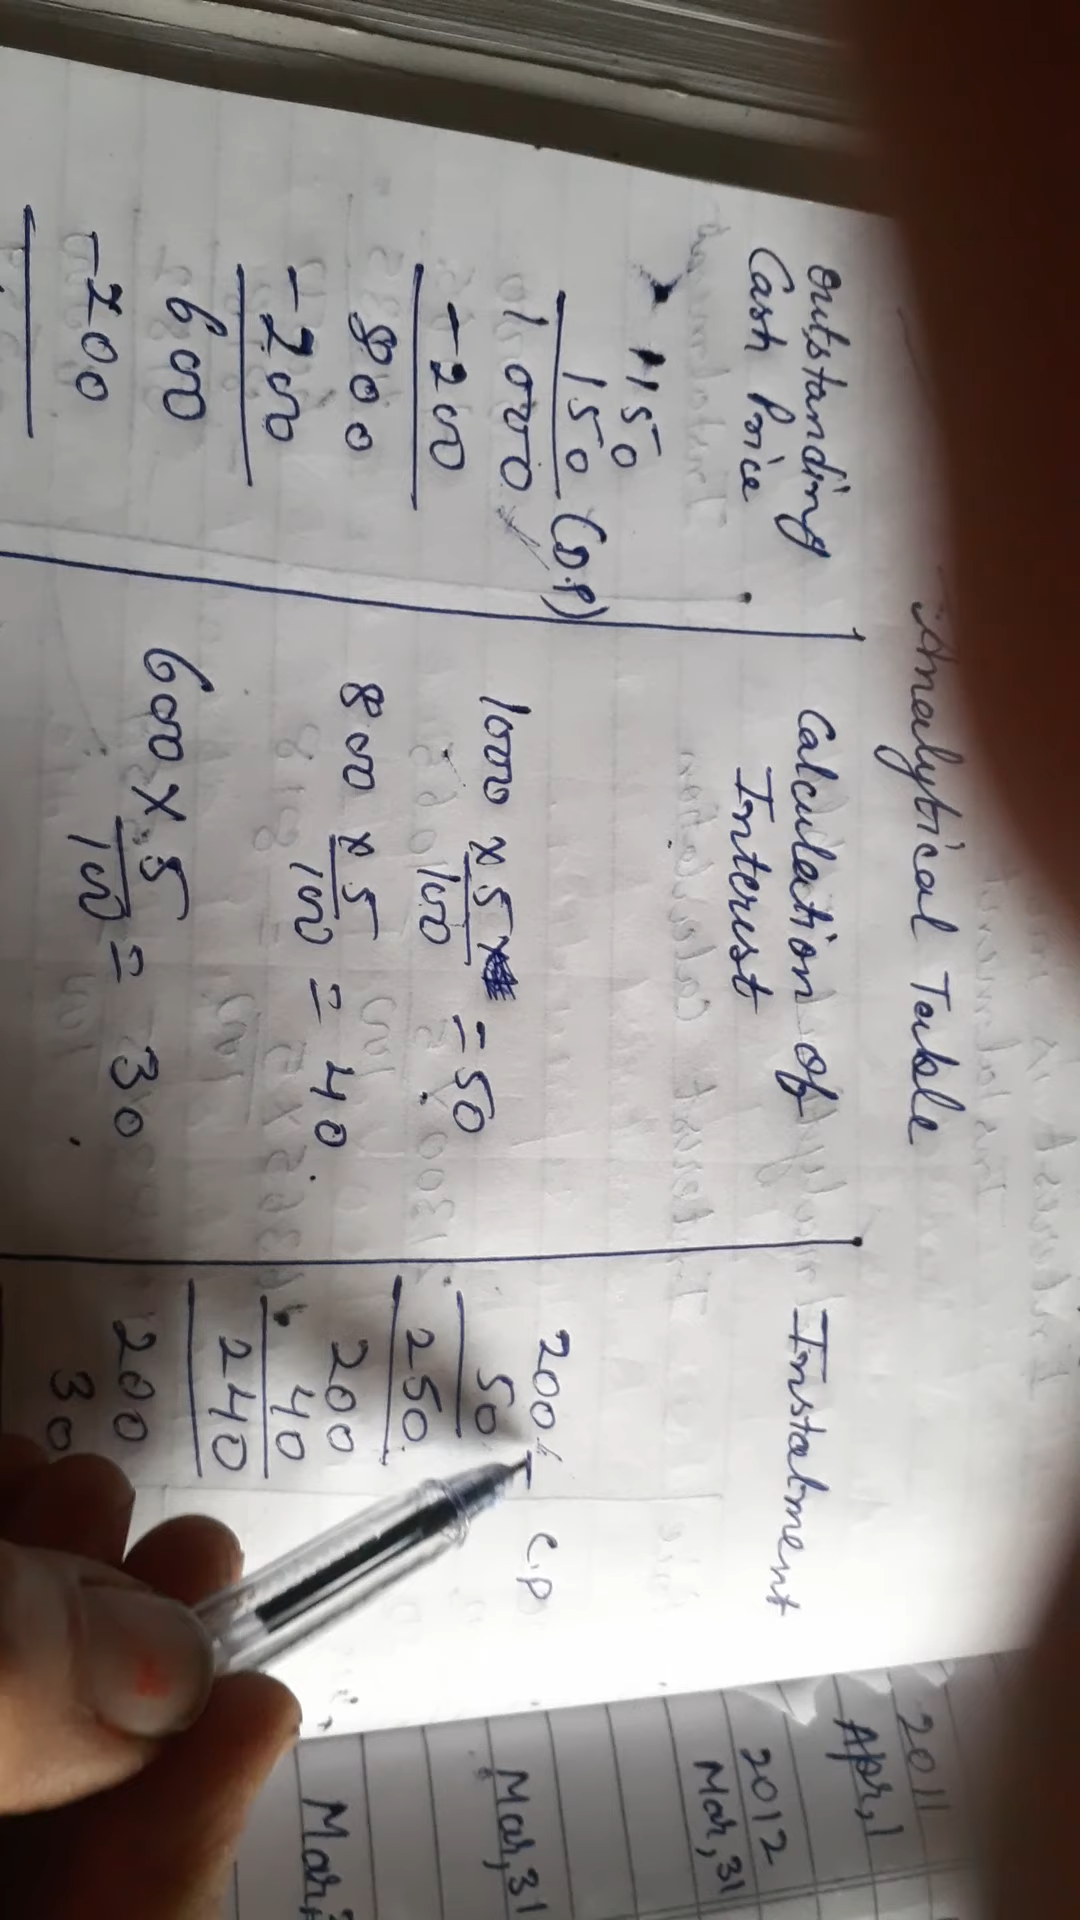 Analytical Table
Outstanding
Cash Price
1150
150 (D.P)
1000
-200
800
-200
600
-200
Calculation of
Interest
1000 × 5/100 = 50
800 × 5/100 = 40
600 × 5/100 = 30
Instalment
200 - C.P
50
250
200
40
240
200
30
2011
Apr, 1
2012
Mar, 31
Mar, 31
Mar,